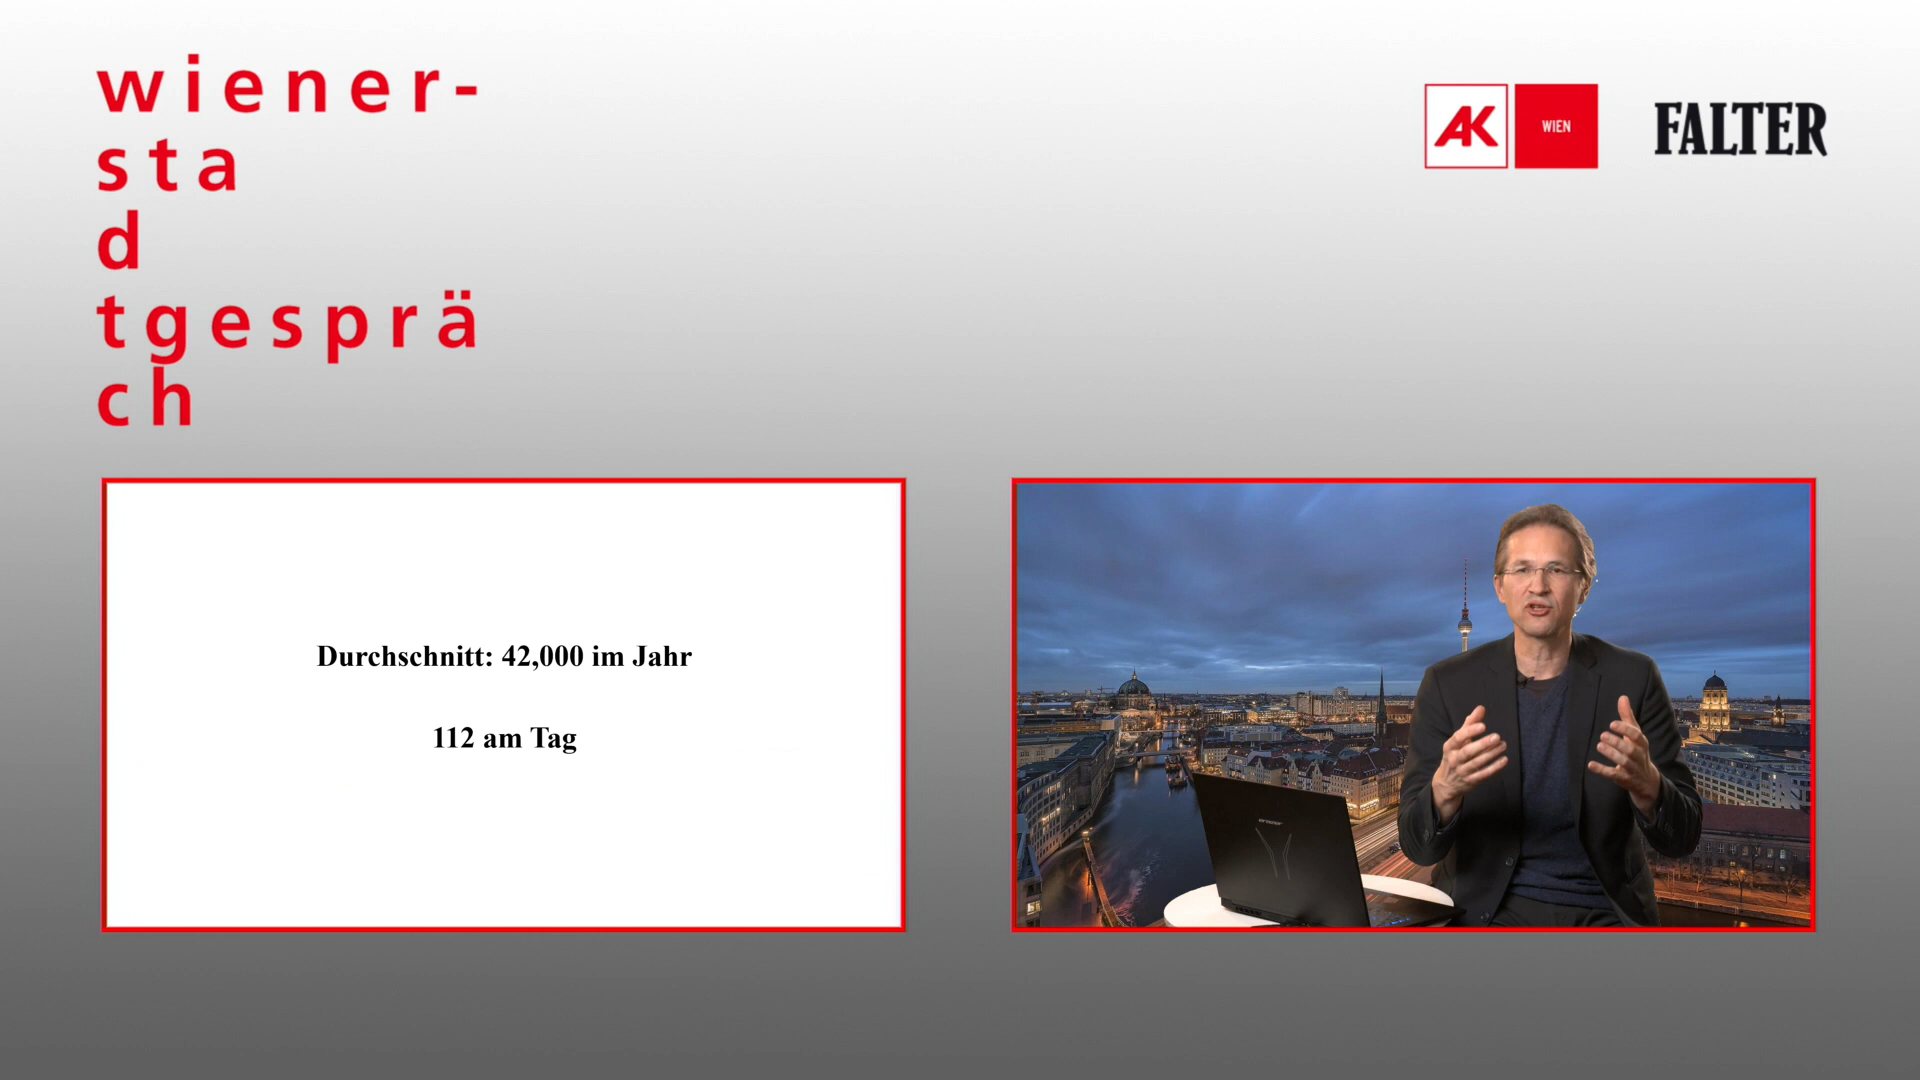 wiener-
sta
d
tgesprä
ch
AK
WIEN
FALTER
Durchschnitt: 42,000 im Jahr
112 am Tag